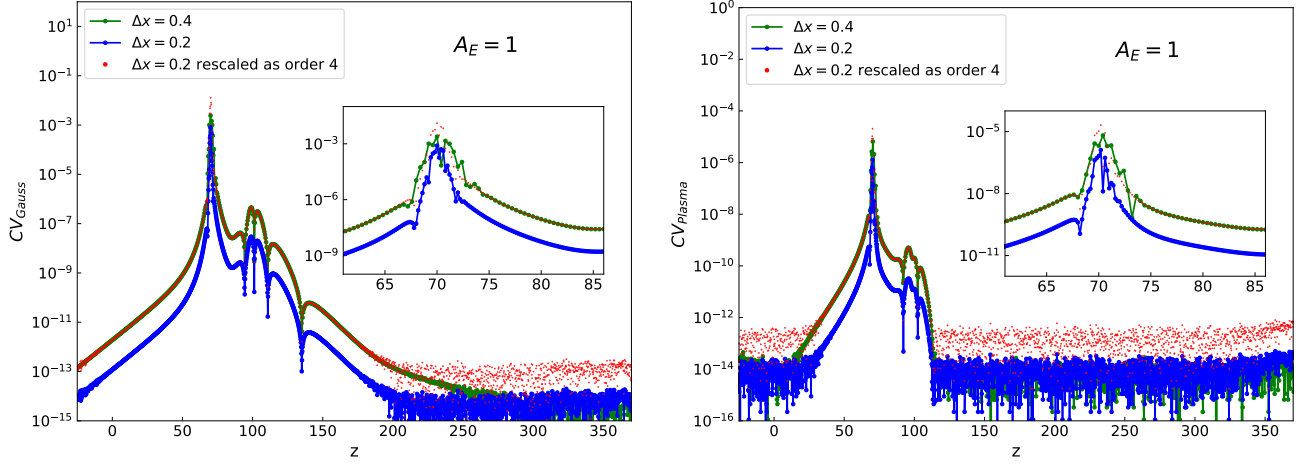 Δx = 0.4
Δx = 0.2
Δx = 0.2 rescaled as order 4
A_E = 1
CV_Gauss
10^1
10^{-1}
10^{-3}
10^{-5}
10^{-7}
10^{-9}
10^{-11}
10^{-13}
10^{-15}
10^{-3}
10^{-6}
10^{-9}
65 70 75 80 85
0 50 100 150 200 250 300 350
z
Δx = 0.4
Δx = 0.2
Δx = 0.2 rescaled as order 4
A_E = 1
CV_Plasma
10^0
10^{-2}
10^{-4}
10^{-6}
10^{-8}
10^{-10}
10^{-12}
10^{-14}
10^{-16}
10^{-5}
10^{-8}
10^{-11}
65 70 75 80 85
0 50 100 150 200 250 300 350
z